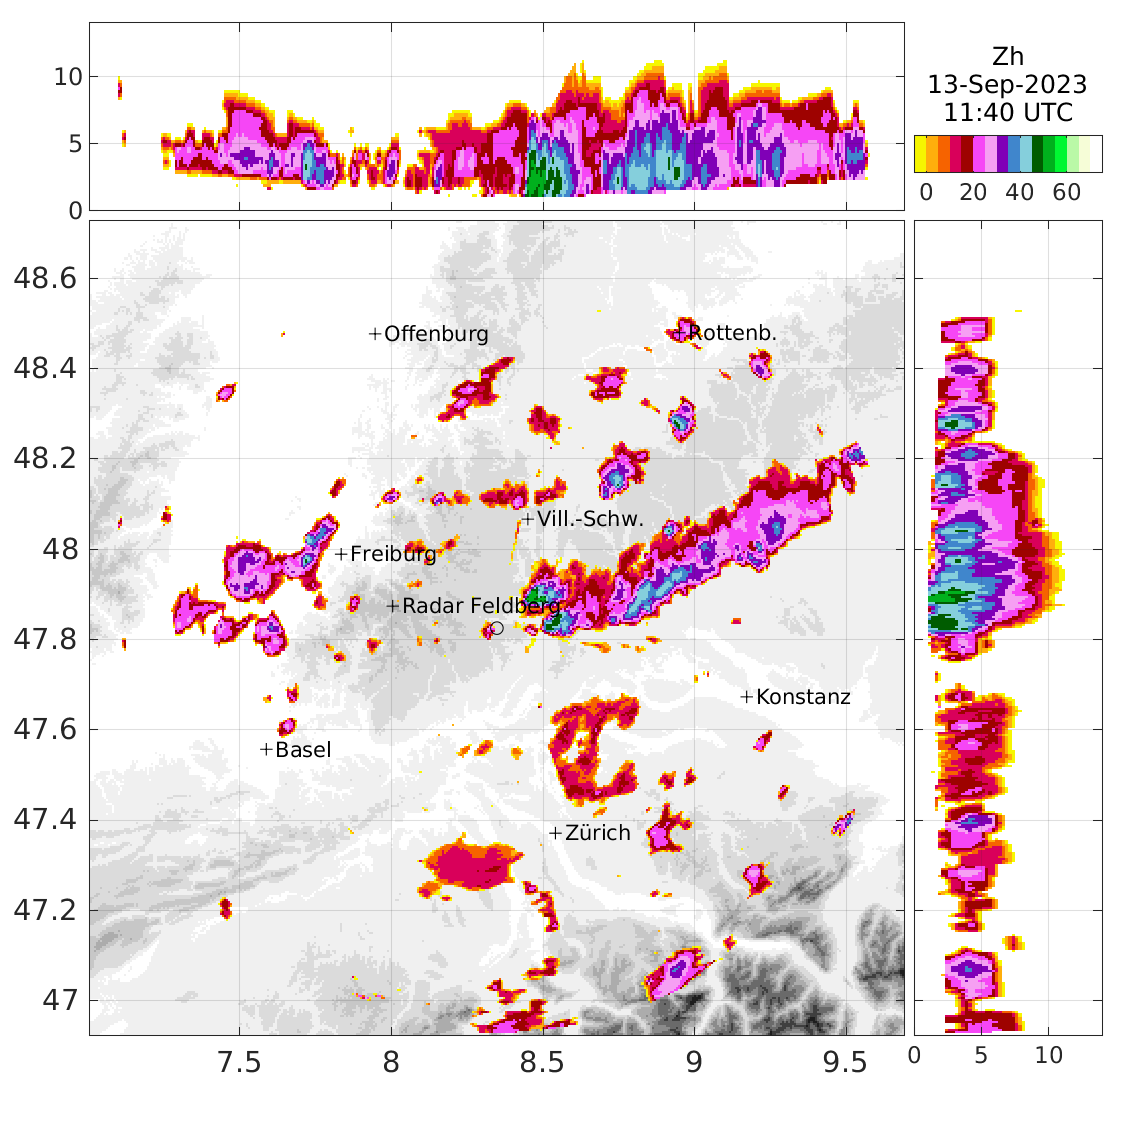 Zh
13-Sep-2023
11:40 UTC
0 20 40 60
10
5
0
48.6
48.4
48.2
48
47.8
47.6
47.4
47.2
47
+Offenburg
+Rottenb.
+Vill.-Schw.
+Freiburg
+Radar Feldberg
+Konstanz
+Basel
+Zürich
7.5 8 8.5 9 9.5
0 5 10